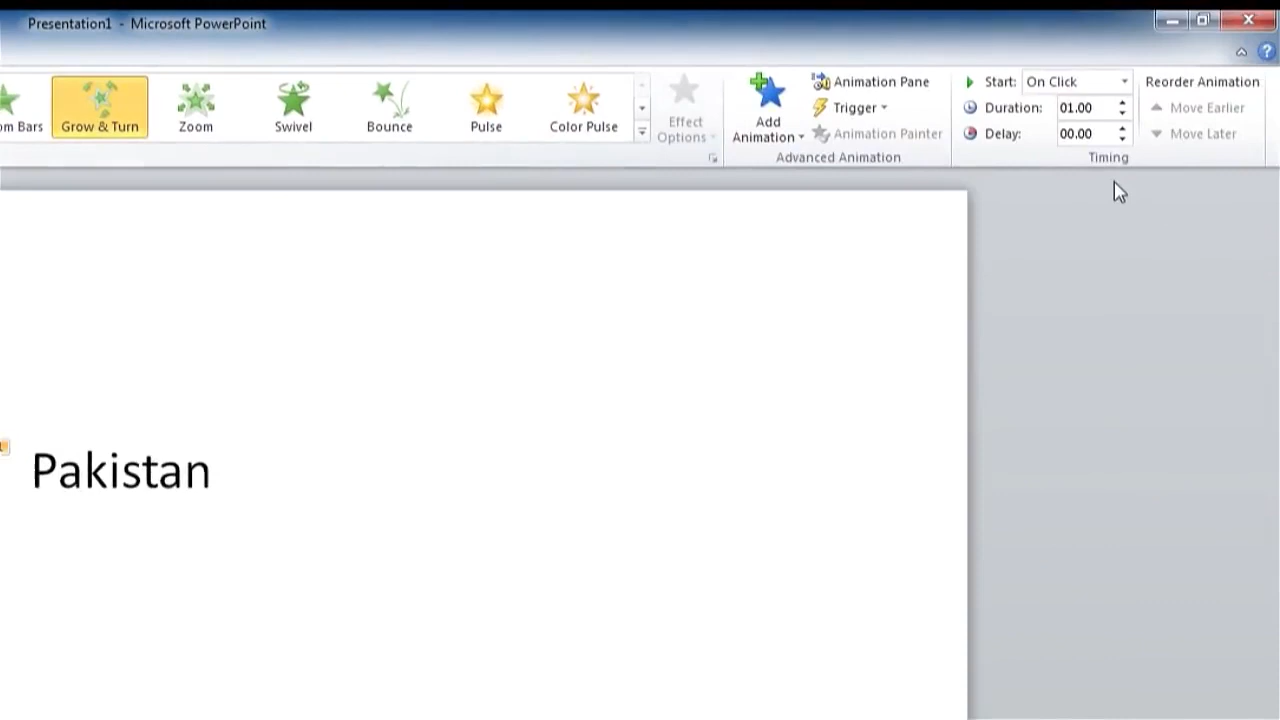 Presentation1 - Microsoft PowerPoint
om Bars
Grow & Turn
Zoom
Swivel
Bounce
Pulse
Color Pulse
Effect
Options
Add
Animation
Animation Pane
Trigger
Animation Painter
Advanced Animation
Start: On Click
Duration: 01.00
Delay: 00.00
Timing
Reorder Animation
Move Earlier
Move Later
Pakistan